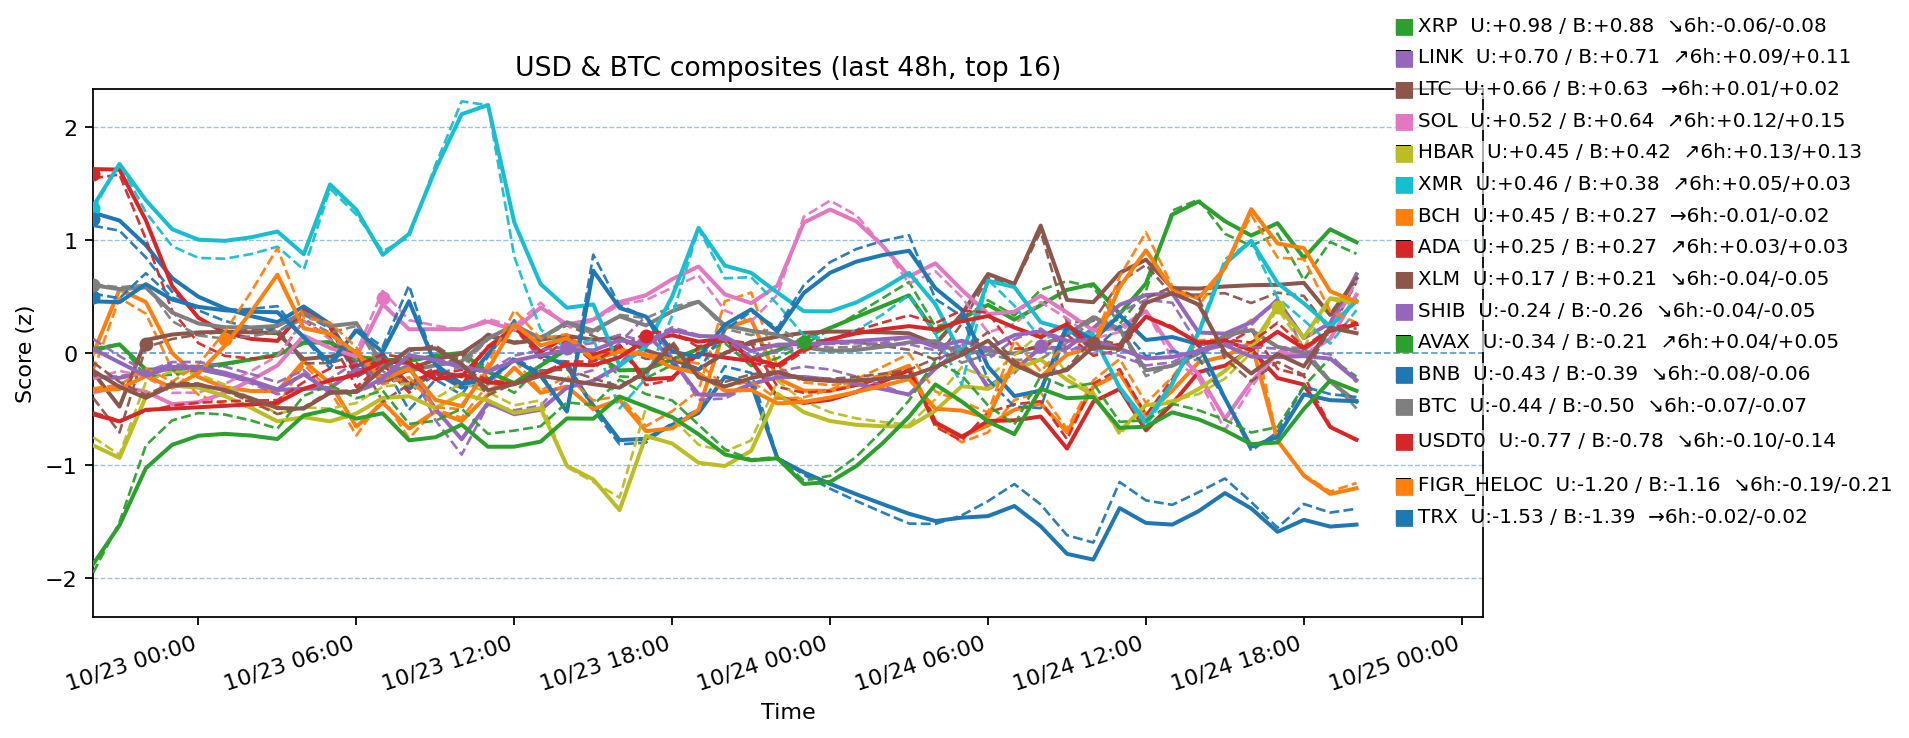 XRP U:+0.98 / B:+0.88 ↘6h:-0.06/-0.08
LINK U:+0.70 / B:+0.71 ↗6h:+0.09/+0.11
USD & BTC composites (last 48h, top 16)
LTC U:+0.66 / B:+0.63 →6h:+0.01/+0.02
SOL U:+0.52 / B:+0.64 ↗6h:+0.12/+0.15
HBAR U:+0.45 / B:+0.42 ↗6h:+0.13/+0.13
XMR U:+0.46 / B:+0.38 ↗6h:+0.05/+0.03
BCH U:+0.45 / B:+0.27 →6h:-0.01/-0.02
ADA U:+0.25 / B:+0.27 ↗6h:+0.03/+0.03
XLM U:+0.17 / B:+0.21 ↘6h:-0.04/-0.05
SHIB U:-0.24 / B:-0.26 ↘6h:-0.04/-0.05
AVAX U:-0.34 / B:-0.21 ↗6h:+0.04/+0.05
BNB U:-0.43 / B:-0.39 ↘6h:-0.08/-0.06
BTC U:-0.44 / B:-0.50 ↘6h:-0.07/-0.07
USDT0 U:-0.77 / B:-0.78 ↘6h:-0.10/-0.14
FIGR_HELOC U:-1.20 / B:-1.16 ↘6h:-0.19/-0.21
TRX U:-1.53 / B:-1.39 →6h:-0.02/-0.02
Score (z)
2
1
0
−1
−2
10/23 00:00
10/23 06:00
10/23 12:00
10/23 18:00
10/24 00:00
10/24 06:00
10/24 12:00
10/24 18:00
10/25 00:00
Time